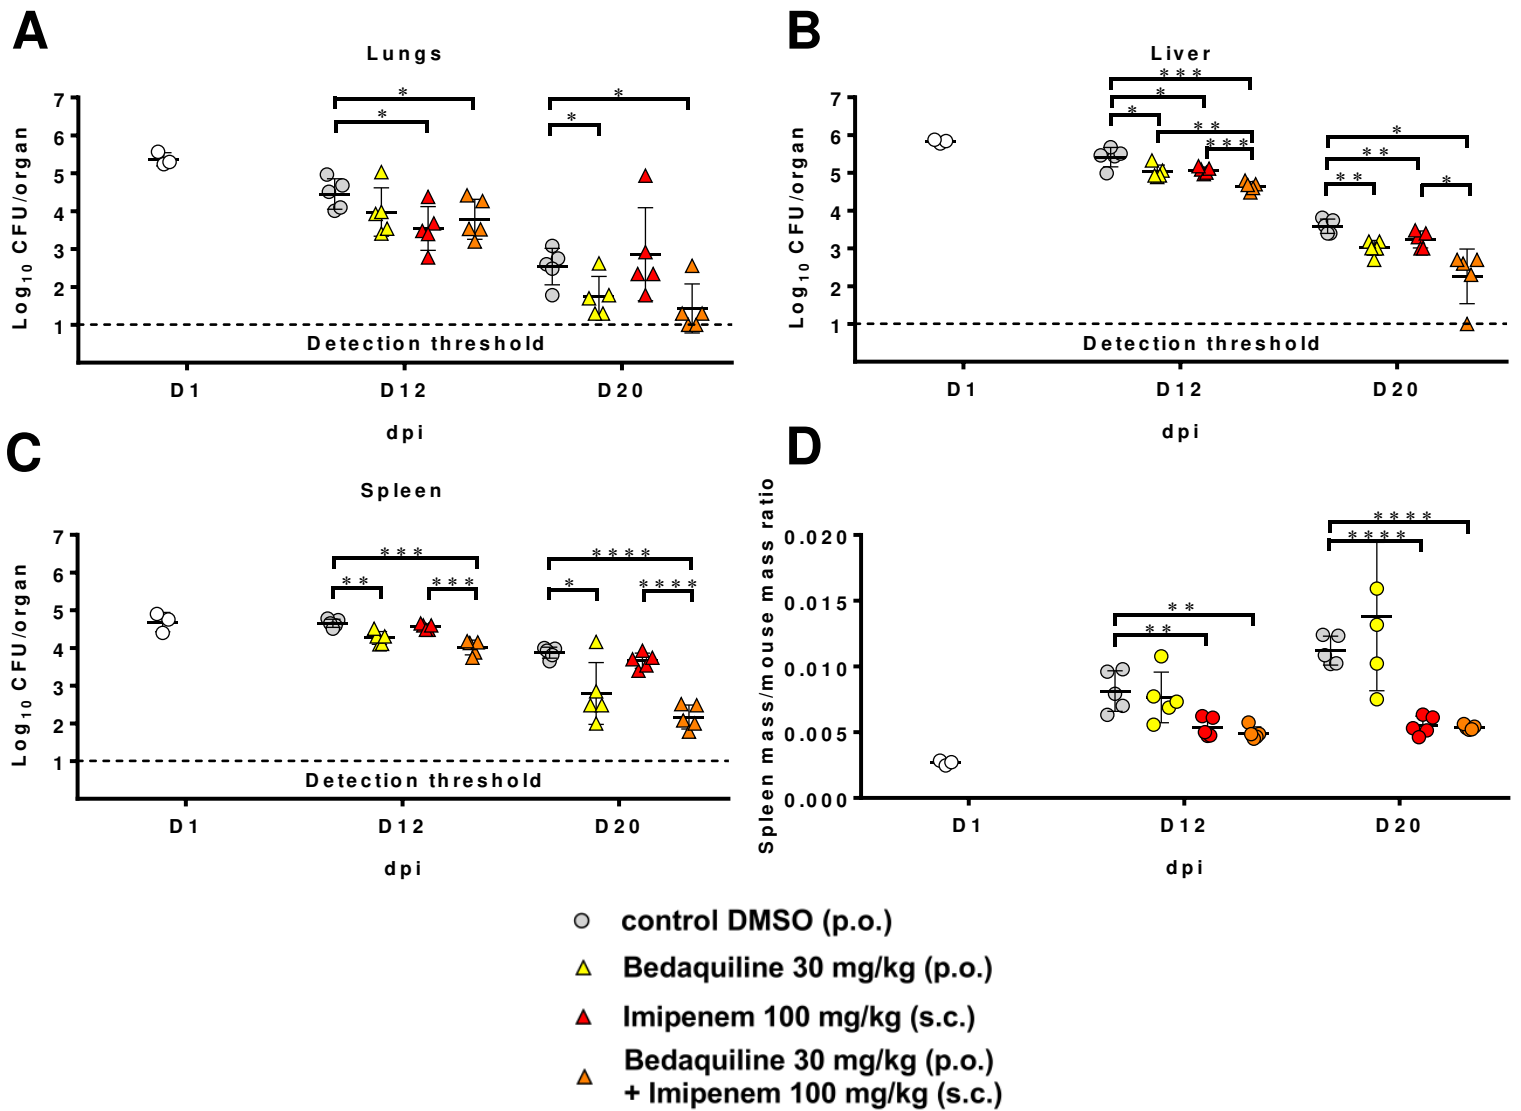 A
Lungs
Log10 CFU/organ
7
6
5
4
3
2
1
* * * *
Detection threshold
D1 D12 D20
dpi
B
Liver
Log10 CFU/organ
7
6
5
4
3
2
1
*** * * ** *** * ** ** *
Detection threshold
D1 D12 D20
dpi
C
Spleen
Log10 CFU/organ
7
6
5
4
3
2
1
*** ** *** **** * ****
Detection threshold
D1 D12 D20
dpi
D
Spleen mass/mouse mass ratio
0.020
0.015
0.010
0.005
0.000
** ** **** ****
D1 D12 D20
dpi
control DMSO (p.o.)
Bedaquiline 30 mg/kg (p.o.)
Imipenem 100 mg/kg (s.c.)
Bedaquiline 30 mg/kg (p.o.)
+ Imipenem 100 mg/kg (s.c.)